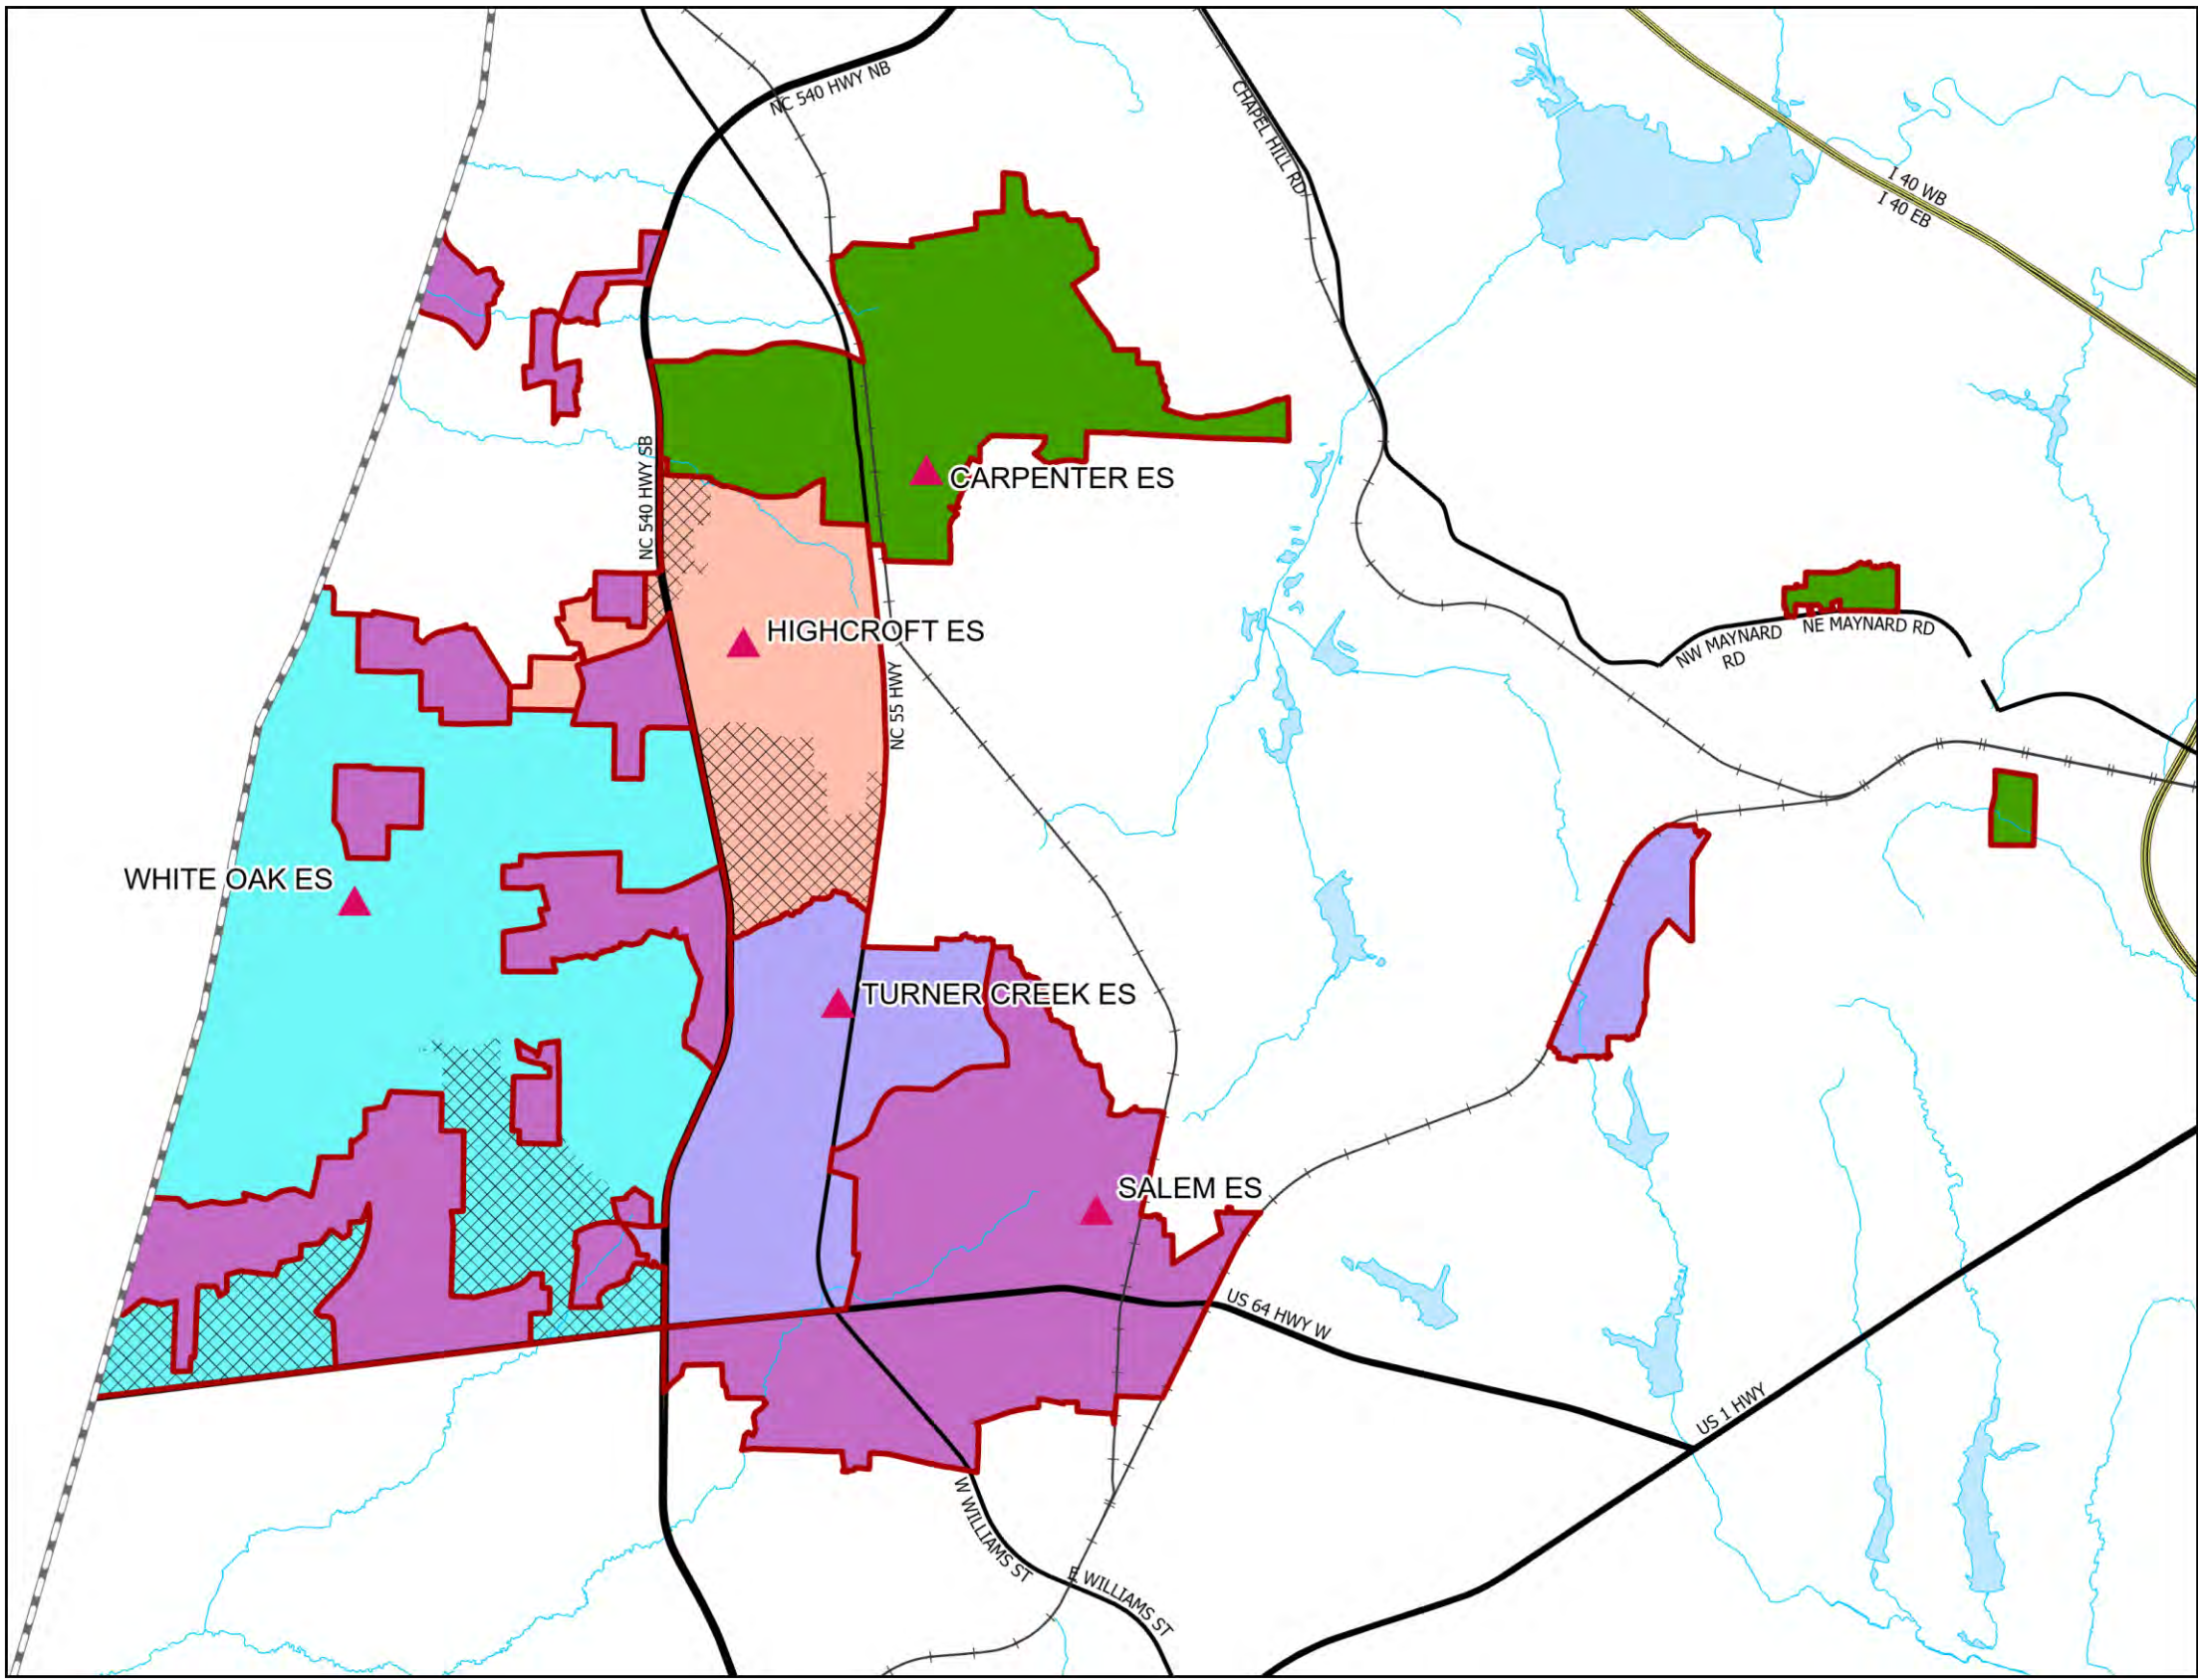 NC 540 HWY NB
CHAPEL HILL RD
I 40 WB
I 40 EB
NC 540 HWY SB
CARPENTER ES
HIGHCROFT ES
NC 55 HWY
NW MAYNARD
RD
NE MAYNARD RD
WHITE OAK ES
TURNER CREEK ES
SALEM ES
US 64 HWY W
US 1 HWY
W WILLIAMS ST
E WILLIAMS ST